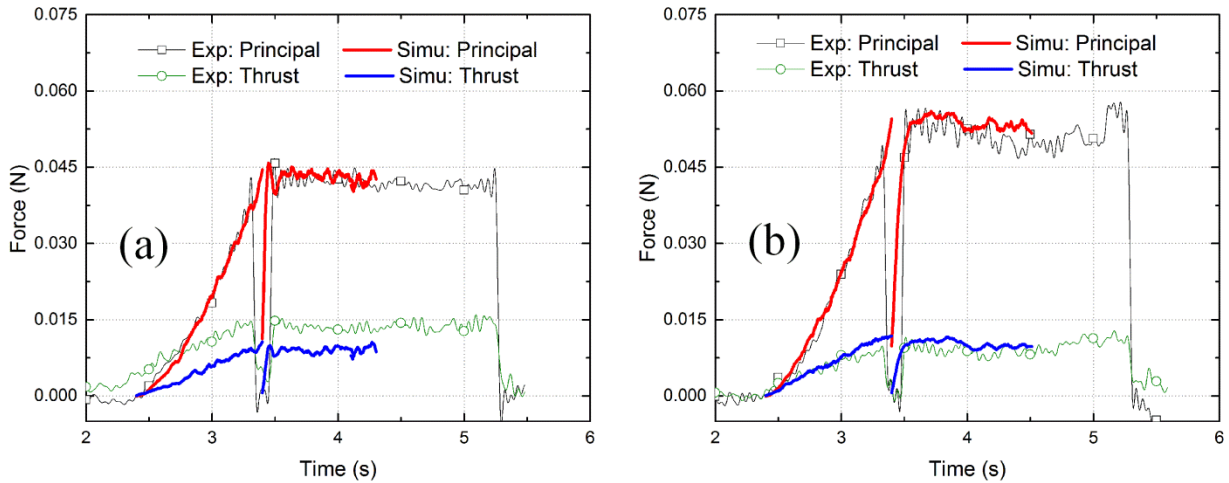 0.075
0.060
0.045
0.030
0.015
0.000
Force (N)
Exp: Principal Simu: Principal
Exp: Thrust Simu: Thrust
(a)
2 3 4 5 6
Time (s)
0.075
0.060
0.045
0.030
0.015
0.000
Force (N)
Exp: Principal Simu: Principal
Exp: Thrust Simu: Thrust
(b)
2 3 4 5 6
Time (s)